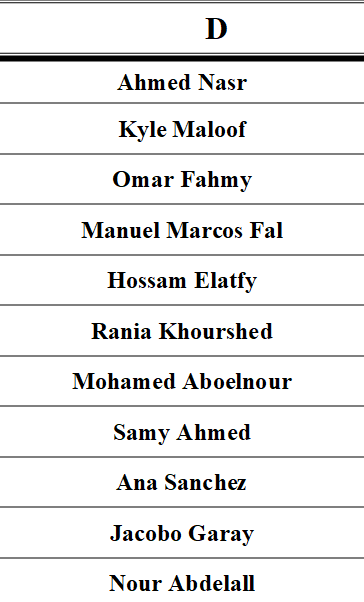 D
Ahmed Nasr
Kyle Maloof
Omar Fahmy
Manuel Marcos Fal
Hossam Elatfy
Rania Khourshed
Mohamed Aboelnour
Samy Ahmed
Ana Sanchez
Jacobo Garay
Nour Abdelall